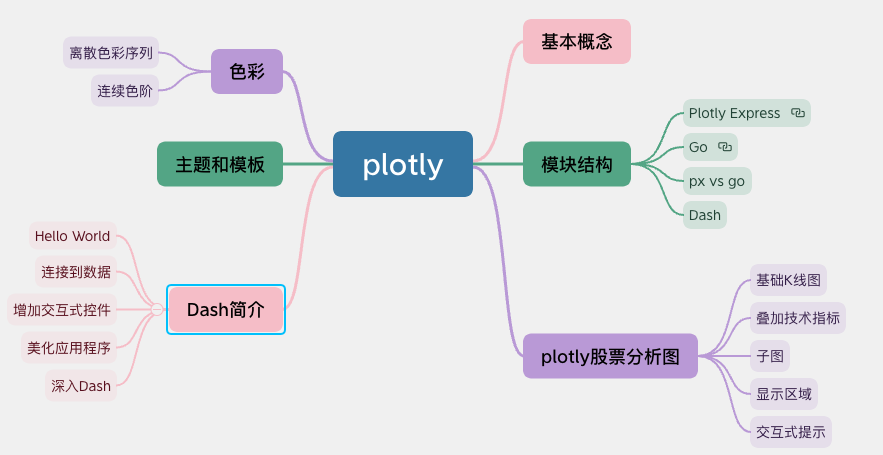 plotly
基本概念
模块结构
Plotly Express
Go
px vs go
Dash
plotly股票分析图
基础K线图
叠加技术指标
子图
显示区域
交互式提示
色彩
离散色彩序列
连续色阶
主题和模板
Dash简介
Hello World
连接到数据
增加交互式控件
美化应用程序
深入Dash